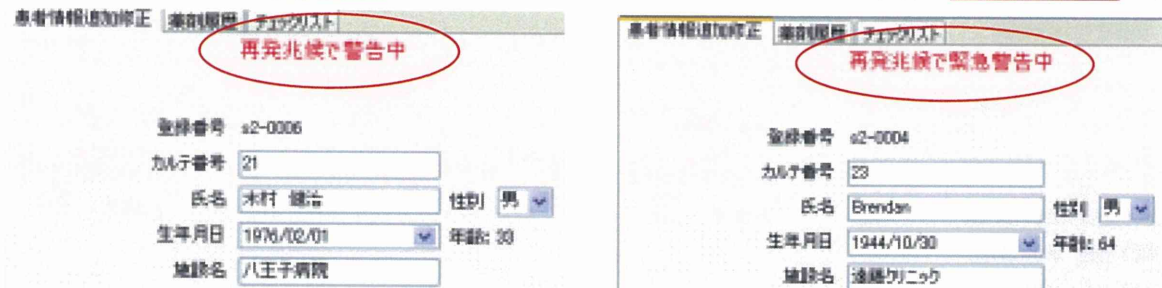 患者情報追加修正 薬剤履歴 チェックリスト
再発兆候で警告中
登録番号 s2-0006
カルテ番号 21
氏名 木村 健治 性別 男
生年月日 1976/02/01 年齢: 33
施設名 八王子病院
患者情報追加修正 薬剤履歴 チェックリスト
再発兆候で緊急警告中
登録番号 s2-0004
カルテ番号 23
氏名 Brendan 性別 男
生年月日 1944/10/30 年齢: 64
施設名 遠藤クリニック